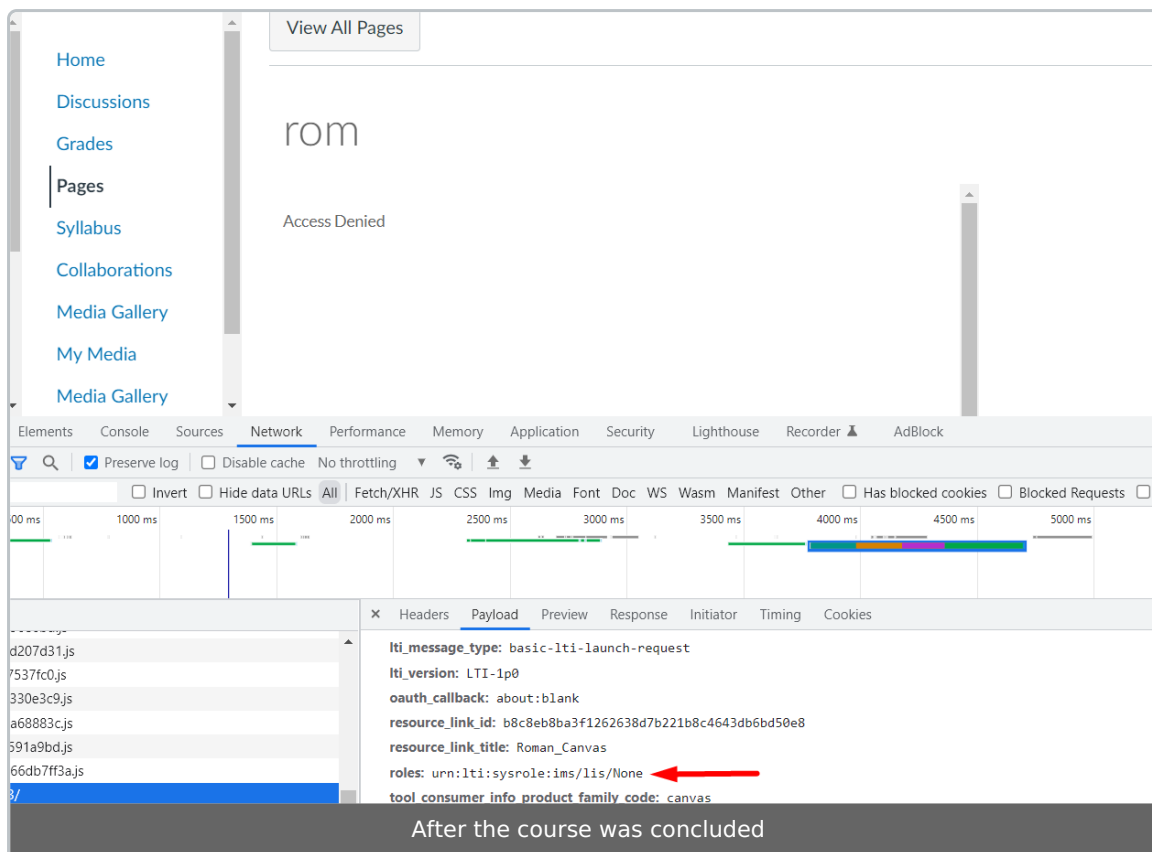 View All Pages
Home
Discussions
Grades
Pages
Syllabus
Collaborations
Media Gallery
My Media
Media Gallery
rom
Access Denied
Elements Console Sources Network Performance Memory Application Security Lighthouse Recorder AdBlock
Preserve log Disable cache No throttling
Invert Hide data URLs All Fetch/XHR JS CSS Img Media Font Doc WS Wasm Manifest Other Has blocked cookies Blocked Requests
00 ms 1000 ms 1500 ms 2000 ms 2500 ms 3000 ms 3500 ms 4000 ms 4500 ms 5000 ms
× Headers Payload Preview Response Initiator Timing Cookies
d207d31.js
7537fc0.js
330e3c9.js
a68883c.js
591a9bd.js
66db7ff3a.js
3/
lti_message_type: basic-lti-launch-request
lti_version: LTI-1p0
oauth_callback: about:blank
resource_link_id: b8c8eb8ba3f1262638d7b221b8c4643db6bd50e8
resource_link_title: Roman_Canvas
roles: urn:lti:sysrole:ims/lis/None
tool_consumer_info_product_family_code: canvas
After the course was concluded